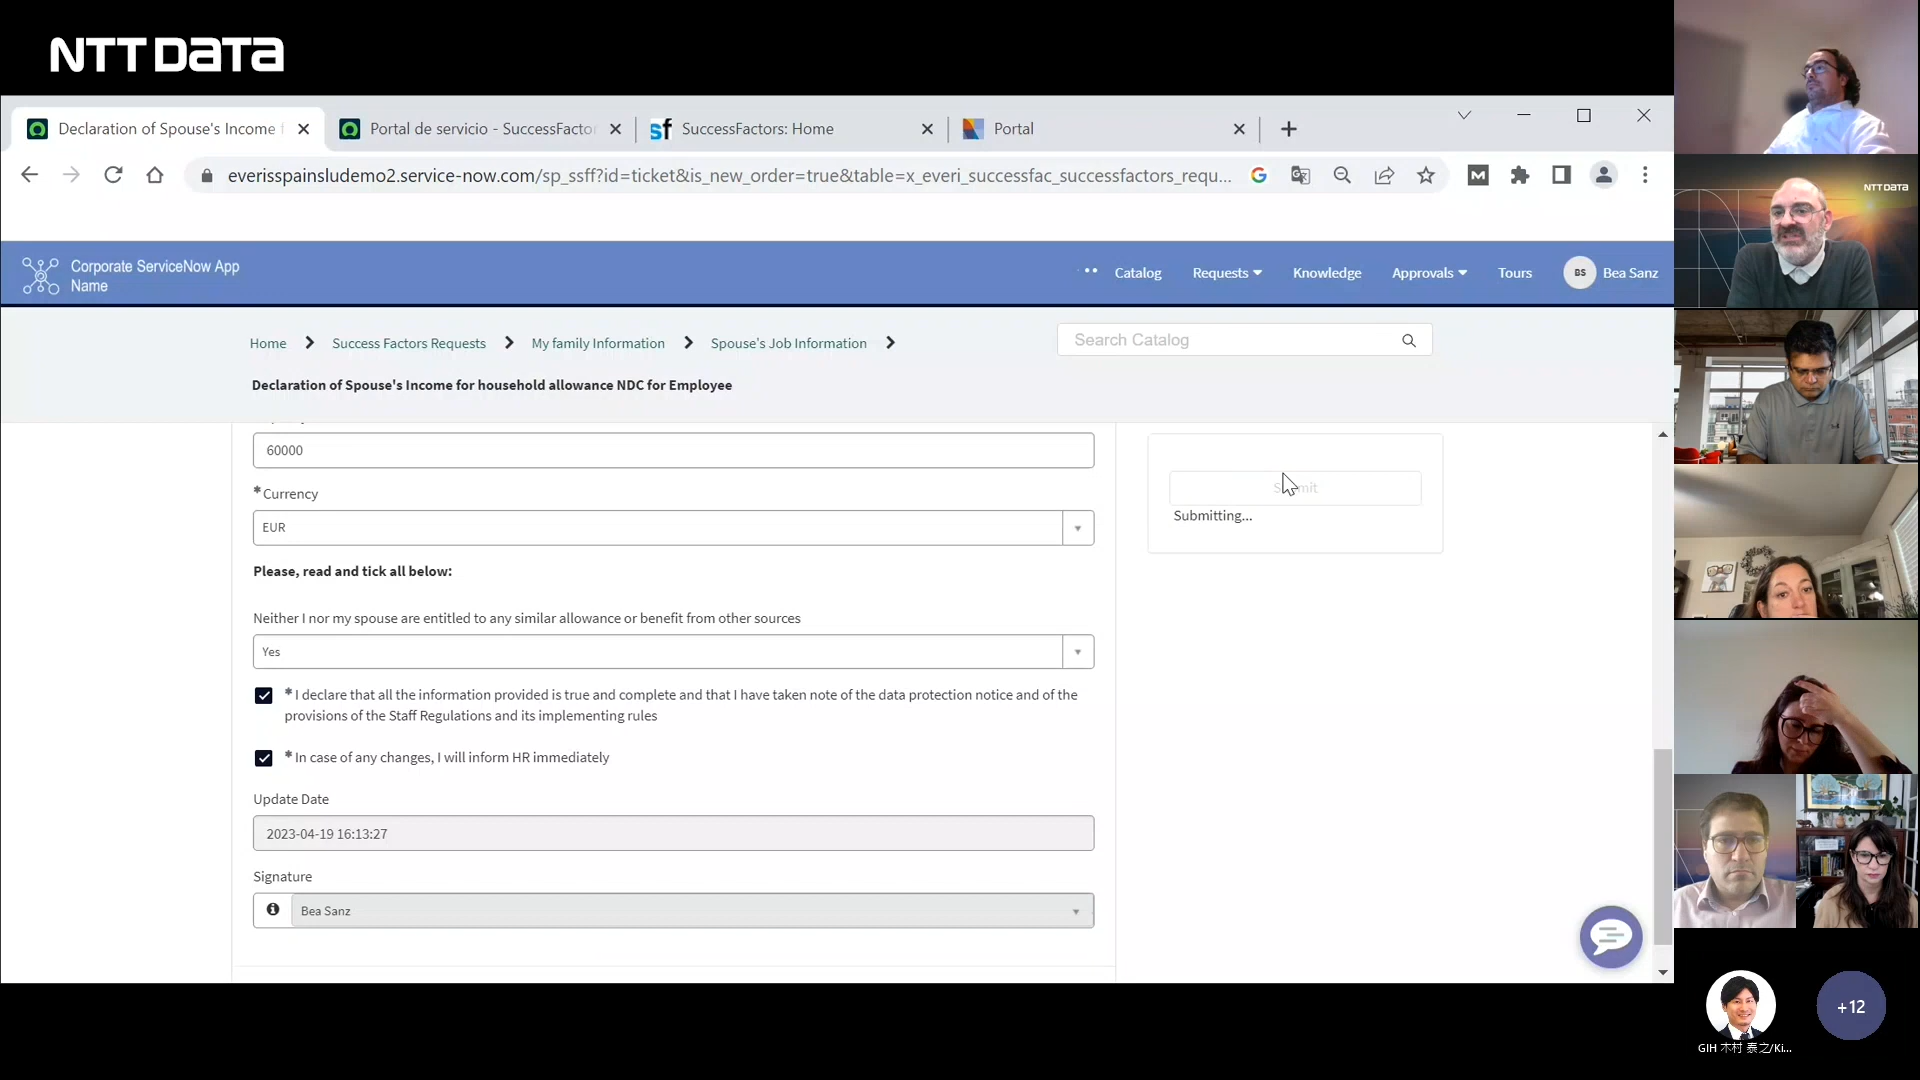 NTT DATA
Declaration of Spouse's Income f
Portal de servicio - SuccessFactor
SuccessFactors: Home
Portal
everisspainsludemo2.service-now.com/sp_ssff?id=ticket&is_new_order=true&table=x_everi_successfac_successfactors_requ...
Corporate ServiceNow App
Name
Catalog
Requests
Knowledge
Approvals
Tours
BS
Bea Sanz
Home
Success Factors Requests
My family Information
Spouse's Job Information
Search Catalog
Declaration of Spouse's Income for household allowance NDC for Employee
60000
* Currency
EUR
Please, read and tick all below:
Neither I nor my spouse are entitled to any similar allowance or benefit from other sources
Yes
* I declare that all the information provided is true and complete and that I have taken note of the data protection notice and of the
provisions of the Staff Regulations and its implementing rules
* In case of any changes, I will inform HR immediately
Update Date
2023-04-19 16:13:27
Signature
Bea Sanz
Submitting...
NTT DATA
+12
GIH 木村 泰之/Ki...